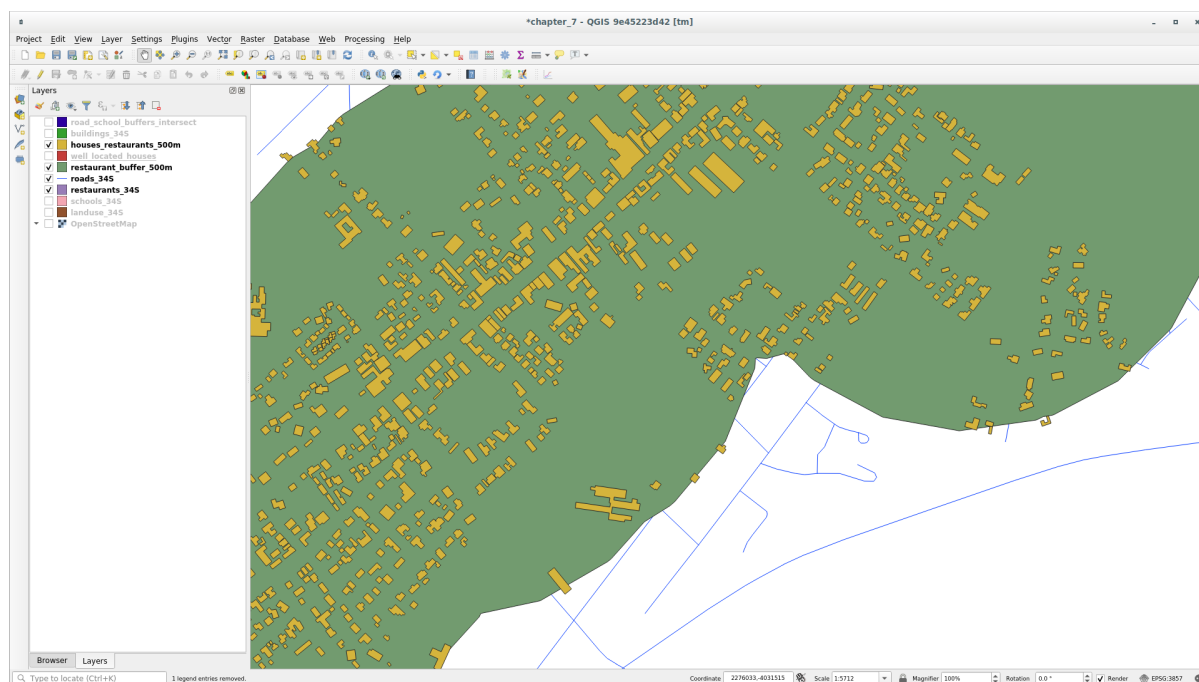 *chapter_7 - QGIS 9e45223d42 [tm]
Project Edit View Layer Settings Plugins Vector Raster Database Web Processing Help
Layers
road_school_buffers_intersect
buildings_34S
houses_restaurants_500m
well_located_houses
restaurant_buffer_500m
roads_34S
restaurants_34S
schools_34S
landuse_34S
OpenStreetMap
Browser Layers
Type to locate (Ctrl+K) 1 legend entries removed. Coordinate 2276033,-4031515 Scale 1:5712 Magnifier 100% Rotation 0.0 ° Render EPSG:3857